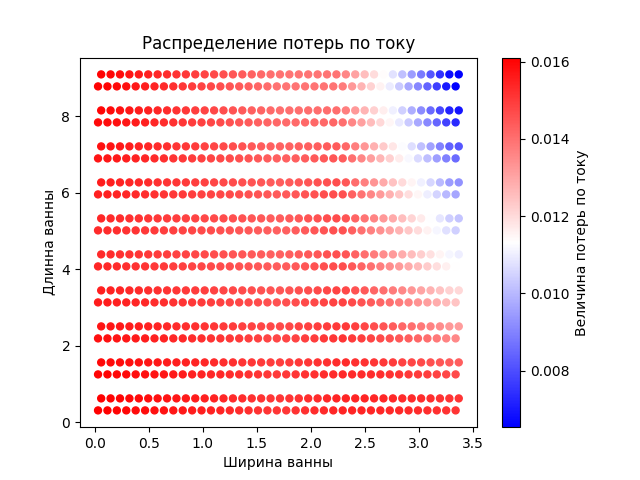 Распределение потерь по току
Длинна ванны
8
6
4
2
0
0.0 0.5 1.0 1.5 2.0 2.5 3.0 3.5
Ширина ванны
0.016
0.014
0.012
0.010
0.008
Величина потерь по току